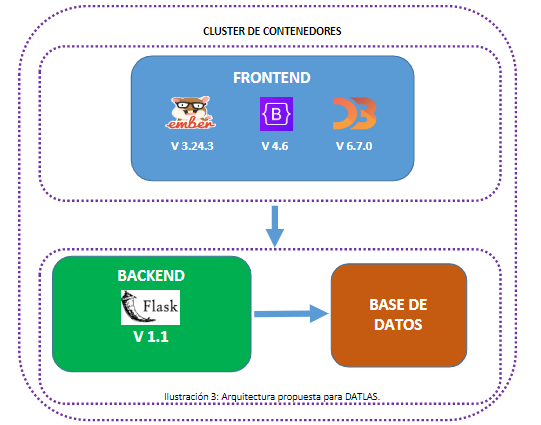 CLUSTER DE CONTENEDORES
FRONTEND
ember
B
D3
V 3.24.3
V 4.6
V 6.7.0
BACKEND
Flask
V 1.1
BASE DE
DATOS
Ilustración 3: Arquitectura propuesta para DATLAS.